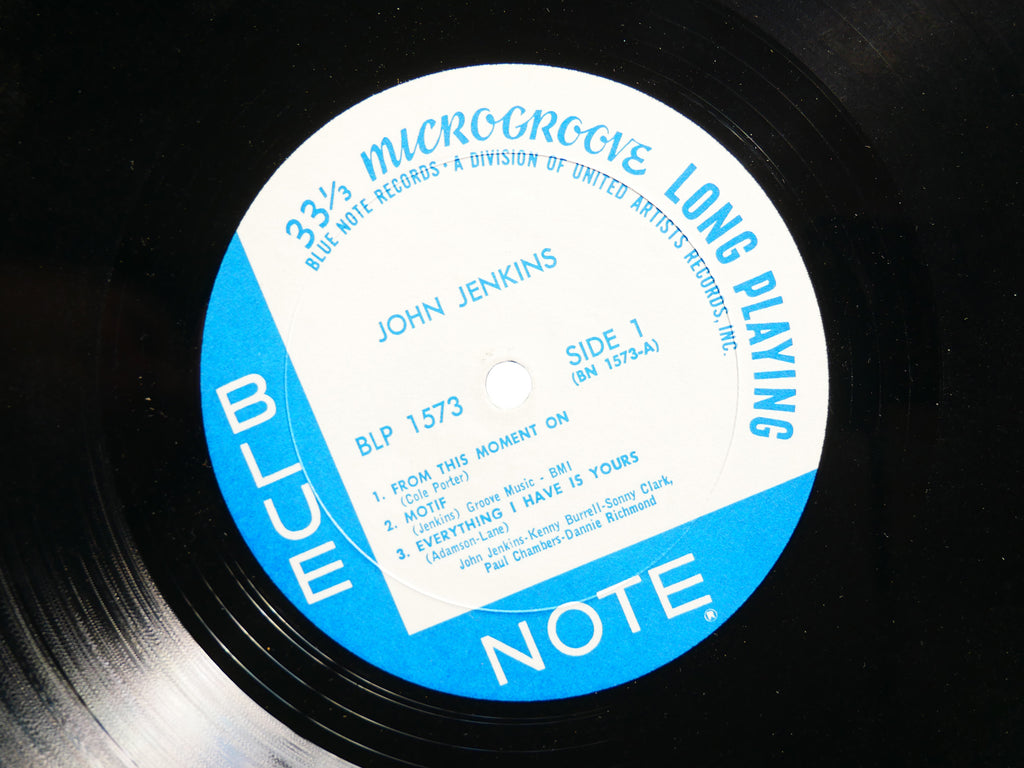 33⅓ MICROGROOVE LONG PLAYING
BLUE NOTE RECORDS • A DIVISION OF UNITED ARTISTS RECORDS, INC.
JOHN JENKINS
SIDE 1
(BN 1573-A)
BLP 1573
1. FROM THIS MOMENT ON
(Cole Porter)
2. MOTIF
(Jenkins) Groove Music - BMI
3. EVERYTHING I HAVE IS YOURS
(Adamson-Lane)
John Jenkins-Kenny Burrell-Sonny Clark,
Paul Chambers-Dannie Richmond
BLUE
NOTE ®